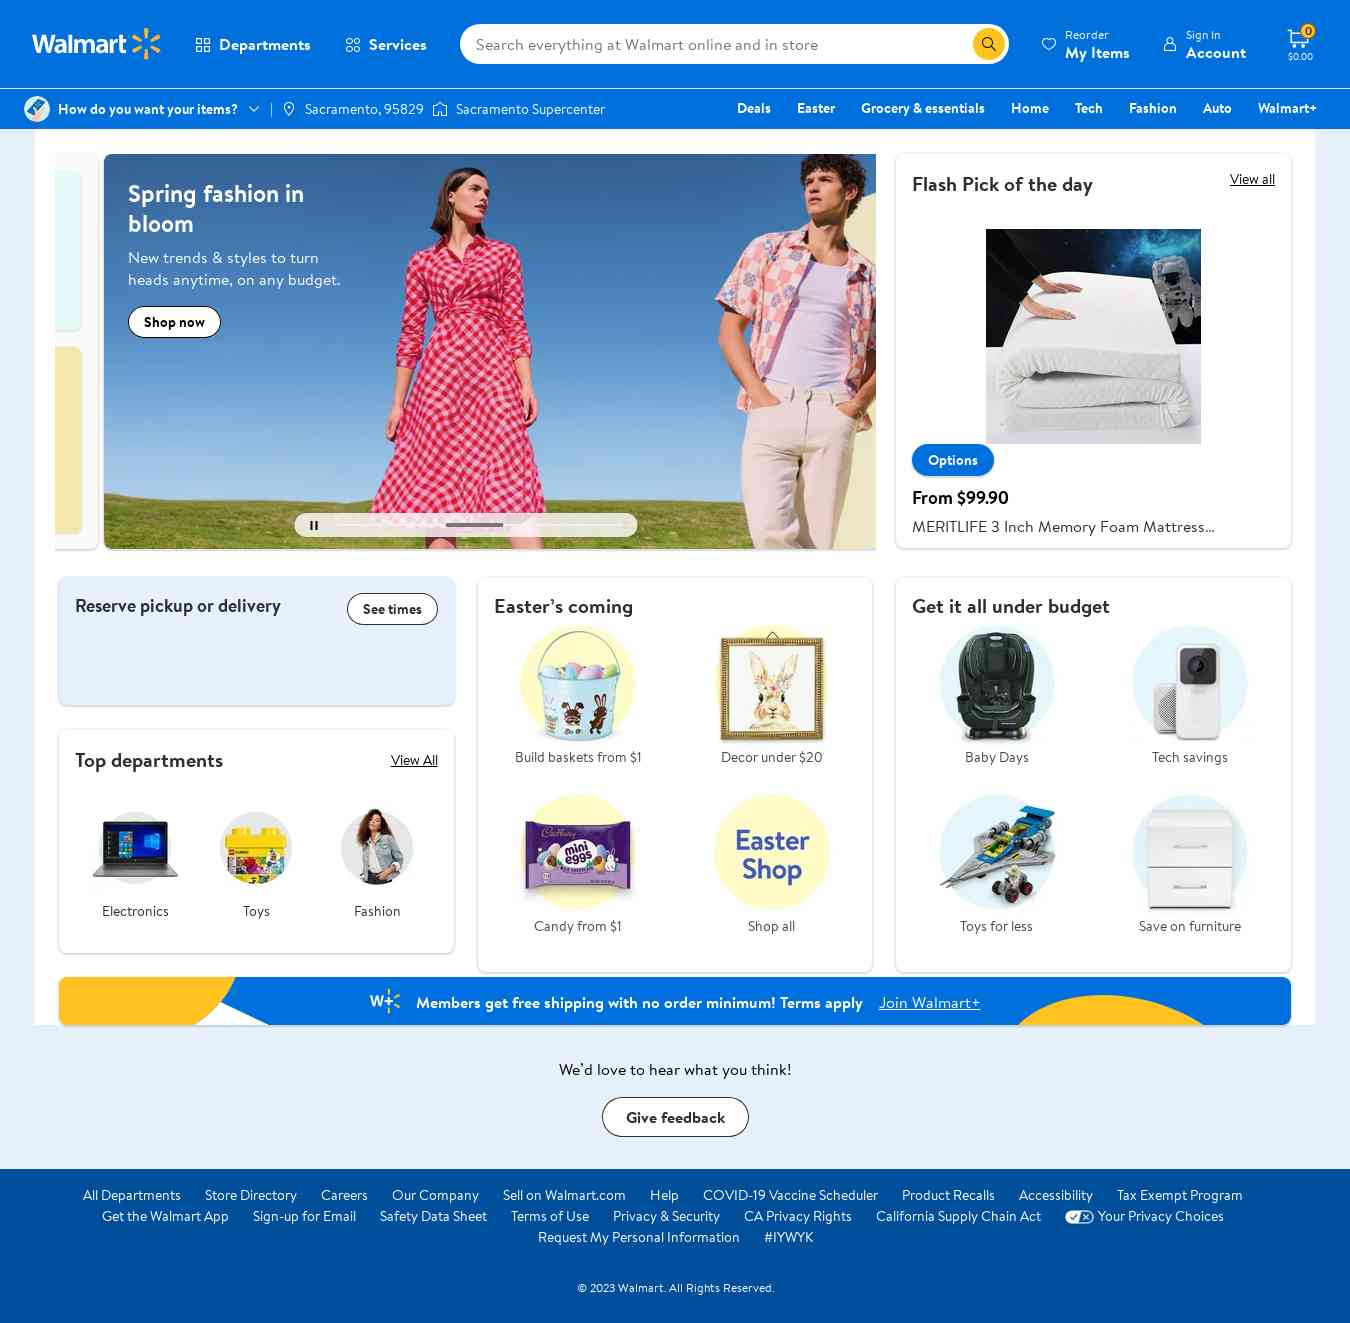 Walmart
Departments
Services
Search everything at Walmart online and in store
Reorder
My Items
Sign In
Account
0
$0.00
How do you want your items?
Sacramento, 95829
Sacramento Supercenter
Deals
Easter
Grocery & essentials
Home
Tech
Fashion
Auto
Walmart+
Spring fashion in
bloom
New trends & styles to turn
heads anytime, on any budget.
Shop now
Flash Pick of the day
View all
Options
From $99.90
MERITLIFE 3 Inch Memory Foam Mattress...
Reserve pickup or delivery
See times
Top departments
View All
Electronics
Toys
Fashion
Easter’s coming
Build baskets from $1
Decor under $20
Cadbury
mini
eggs
Candy from $1
Easter
Shop
Shop all
Get it all under budget
Baby Days
Tech savings
Toys for less
Save on furniture
W+
Members get free shipping with no order minimum! Terms apply
Join Walmart+
We’d love to hear what you think!
Give feedback
All Departments
Store Directory
Careers
Our Company
Sell on Walmart.com
Help
COVID-19 Vaccine Scheduler
Product Recalls
Accessibility
Tax Exempt Program
Get the Walmart App
Sign-up for Email
Safety Data Sheet
Terms of Use
Privacy & Security
CA Privacy Rights
California Supply Chain Act
Your Privacy Choices
Request My Personal Information
#IYWYK
© 2023 Walmart. All Rights Reserved.